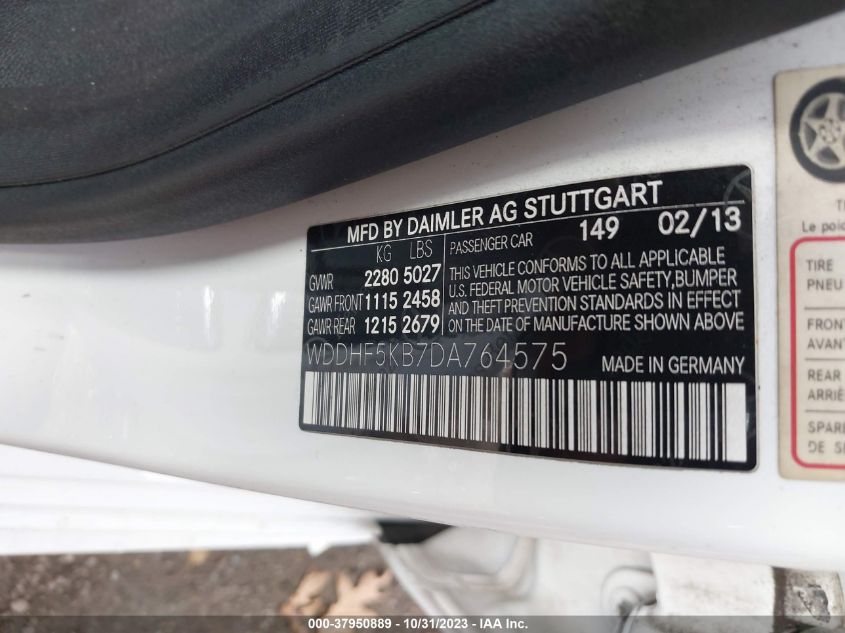 MFD BY DAIMLER AG STUTTGART
KG LBS PASSENGER CAR 149 02/13
GVWR 2280 5027
GAWR FRONT 1115 2458
GAWR REAR 1215 2679
THIS VEHICLE CONFORMS TO ALL APPLICABLE
U.S. FEDERAL MOTOR VEHICLE SAFETY,BUMPER
AND THEFT PREVENTION STANDARDS IN EFFECT
ON THE DATE OF MANUFACTURE SHOWN ABOVE
WDDHF5KB7DA764575 MADE IN GERMANY
Le
TIRE
PNEU
FRONT
AVANT
REAR
SPARE
DE
000-37950889 - 10/31/2023 - IAA Inc.